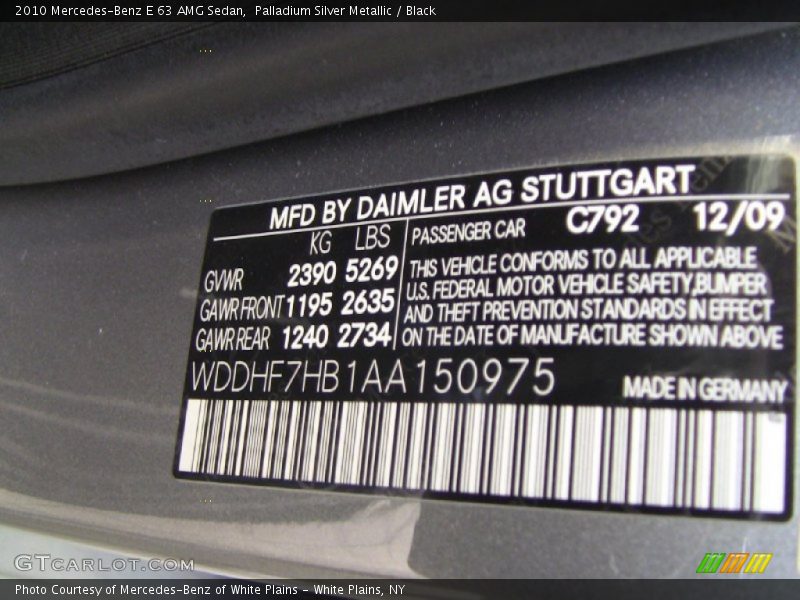 2010 Mercedes-Benz E 63 AMG Sedan,  Palladium Silver Metallic / Black
MFD BY DAIMLER AG STUTTGART
KG LBS
GVWR 2390 5269
GAWR FRONT 1195 2635
GAWR REAR 1240 2734
PASSENGER CAR C792 12/09
THIS VEHICLE CONFORMS TO ALL APPLICABLE
U.S. FEDERAL MOTOR VEHICLE SAFETY,BUMPER
AND THEFT PREVENTION STANDARDS IN EFFECT
ON THE DATE OF MANUFACTURE SHOWN ABOVE
WDDHF7HB1AA150975
MADE IN GERMANY
GTCARLOT.COM
Photo Courtesy of Mercedes-Benz of White Plains - White Plains, NY